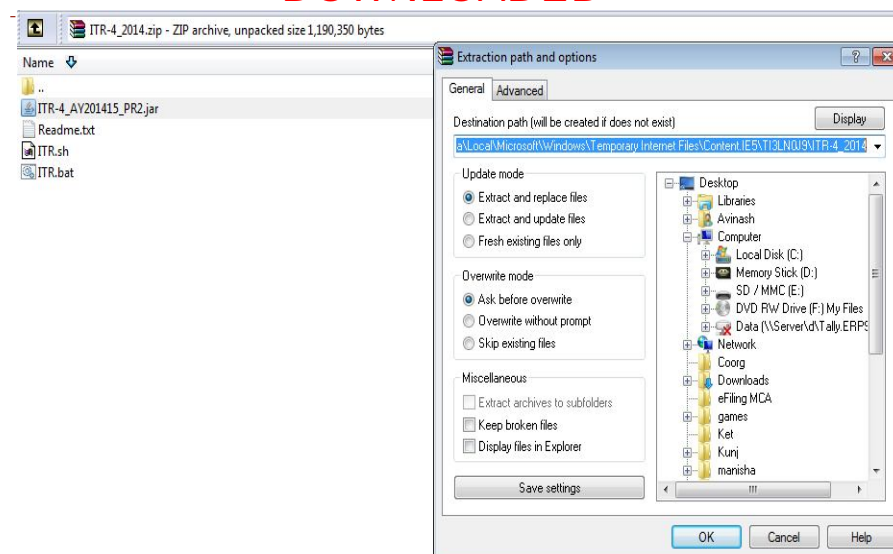 DOWNLOADED
ITR-4_2014.zip - ZIP archive, unpacked size 1,190,350 bytes
Name
..
ITR-4_AY201415_PR2.jar
Readme.txt
ITR.sh
ITR.bat
Extraction path and options
General Advanced
Destination path (will be created if does not exist)
Display
a\Local\Microsoft\Windows\Temporary Internet Files\Content.IE5\TI3LN0J9\ITR-4_2014
Update mode
Extract and replace files
Extract and update files
Fresh existing files only
Overwrite mode
Ask before overwrite
Overwrite without prompt
Skip existing files
Miscellaneous
Extract archives to subfolders
Keep broken files
Display files in Explorer
Save settings
Desktop
Libraries
Avinash
Computer
Local Disk (C:)
Memory Stick (D:)
SD / MMC (E:)
DVD RW Drive (F:) My Files
Data (\\Server\d\Tally.ERP9
Network
Coorg
Downloads
eFiling MCA
games
Ket
Kunj
manisha
OK Cancel Help